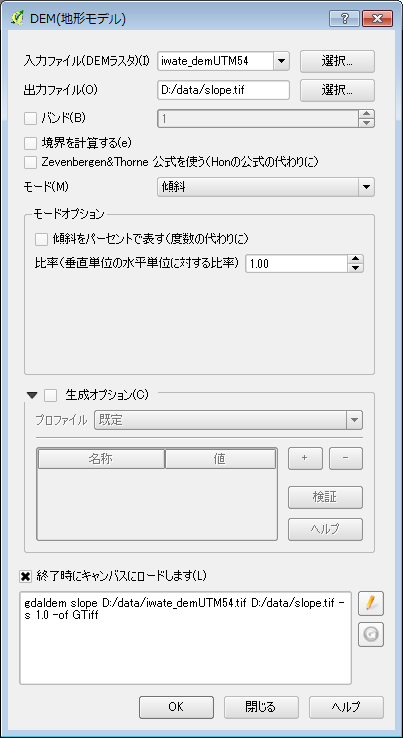 DEM(地形モデル)
入力ファイル(DEMラスタ)(I) iwate_demUTM54 選択...
出力ファイル(O) D:/data/slope.tif 選択...
バンド(B) 1
境界を計算する(e)
Zevenbergen&Thorne 公式を使う(Honの公式の代わりに)
モード(M) 傾斜
モードオプション
傾斜をパーセントで表す(度数の代わりに)
比率(垂直単位の水平単位に対する比率) 1.00
生成オプション(C)
プロファイル 既定
名称 値 + -
検証
ヘルプ
終了時にキャンバスにロードします(L)
gdaldem slope D:/data/iwate_demUTM54.tif D:/data/slope.tif -
s 1.0 -of GTiff
OK 閉じる ヘルプ